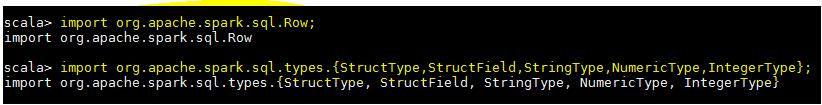 scala> import org.apache.spark.sql.Row;
import org.apache.spark.sql.Row
scala> import org.apache.spark.sql.types.{StructType,StructField,StringType,NumericType,IntegerType};
import org.apache.spark.sql.types.{StructType, StructField, StringType, NumericType, IntegerType}